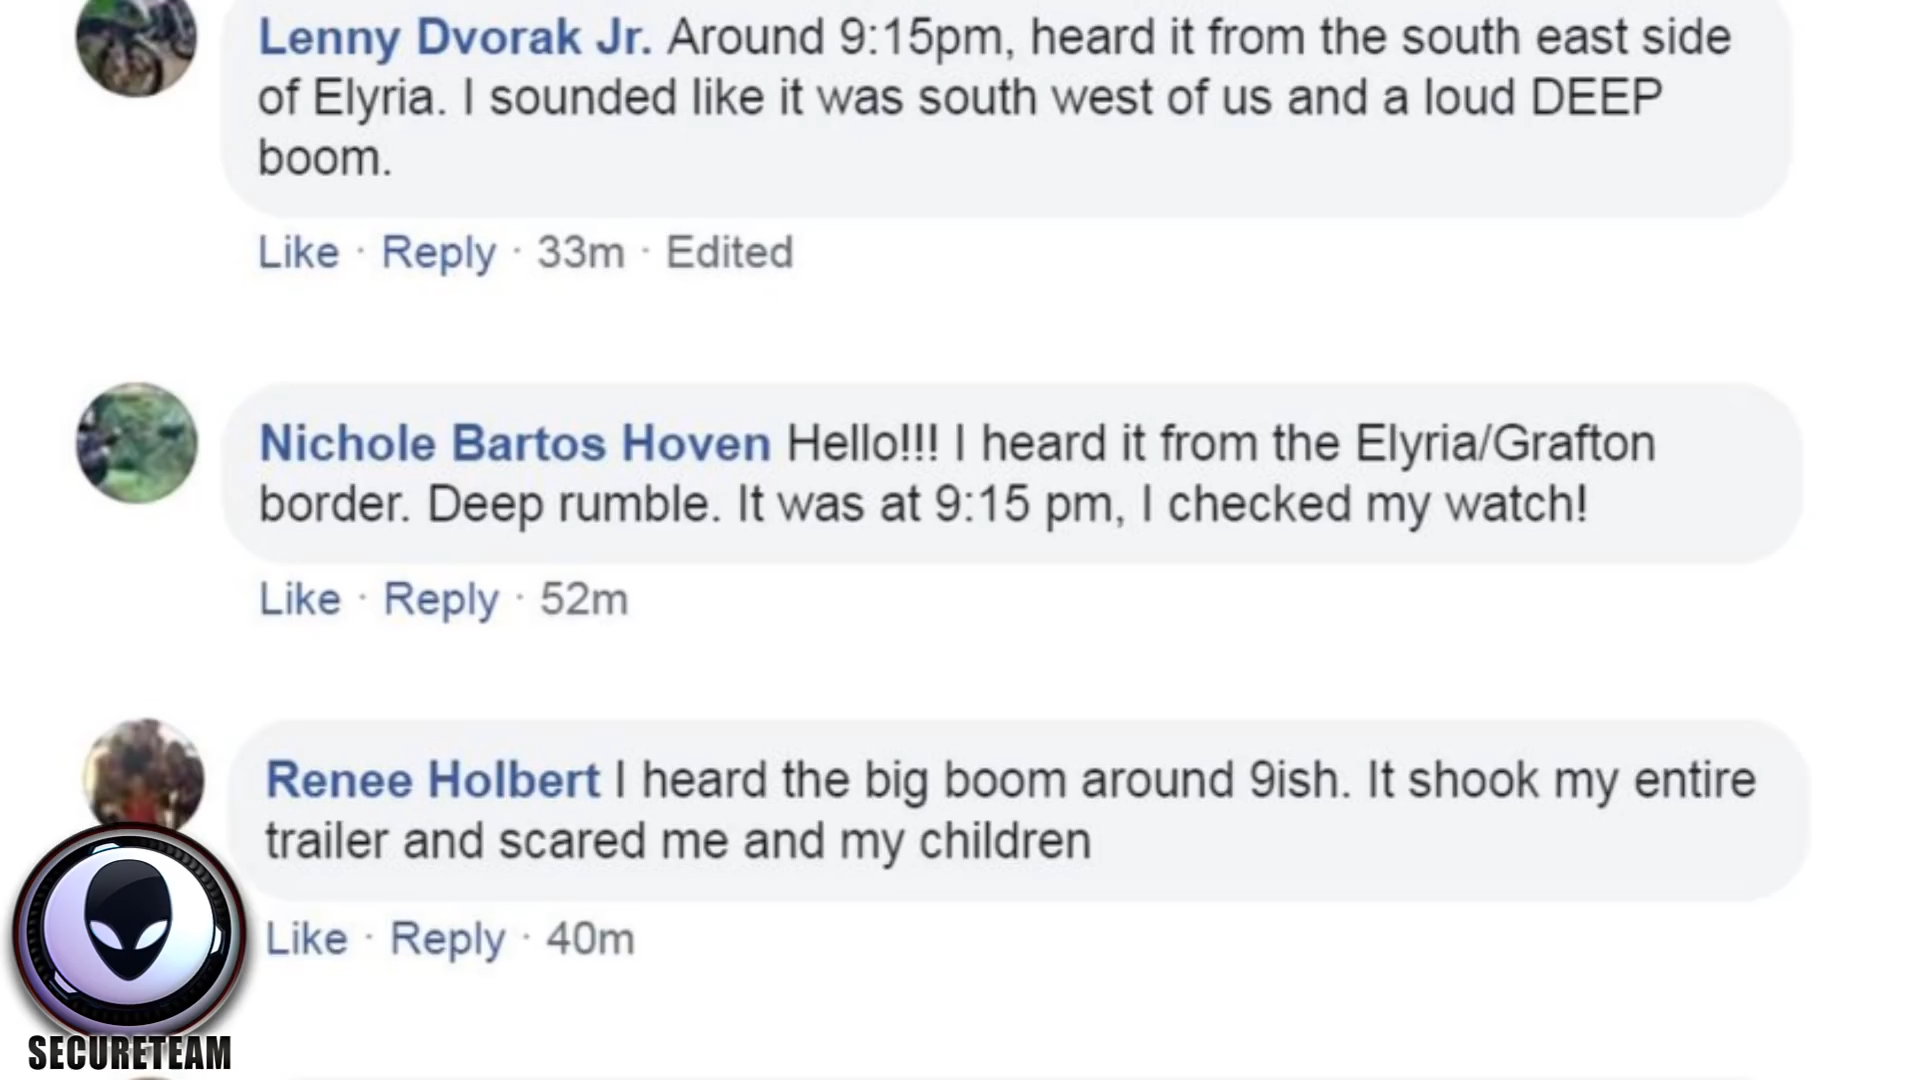 Lenny Dvorak Jr. Around 9:15pm, heard it from the south east side
of Elyria. I sounded like it was south west of us and a loud DEEP
boom.
Like · Reply · 33m · Edited
Nichole Bartos Hoven Hello!!! I heard it from the Elyria/Grafton
border. Deep rumble. It was at 9:15 pm, I checked my watch!
Like · Reply · 52m
Renee Holbert I heard the big boom around 9ish. It shook my entire
trailer and scared me and my children
Like · Reply · 40m
SECURETEAM